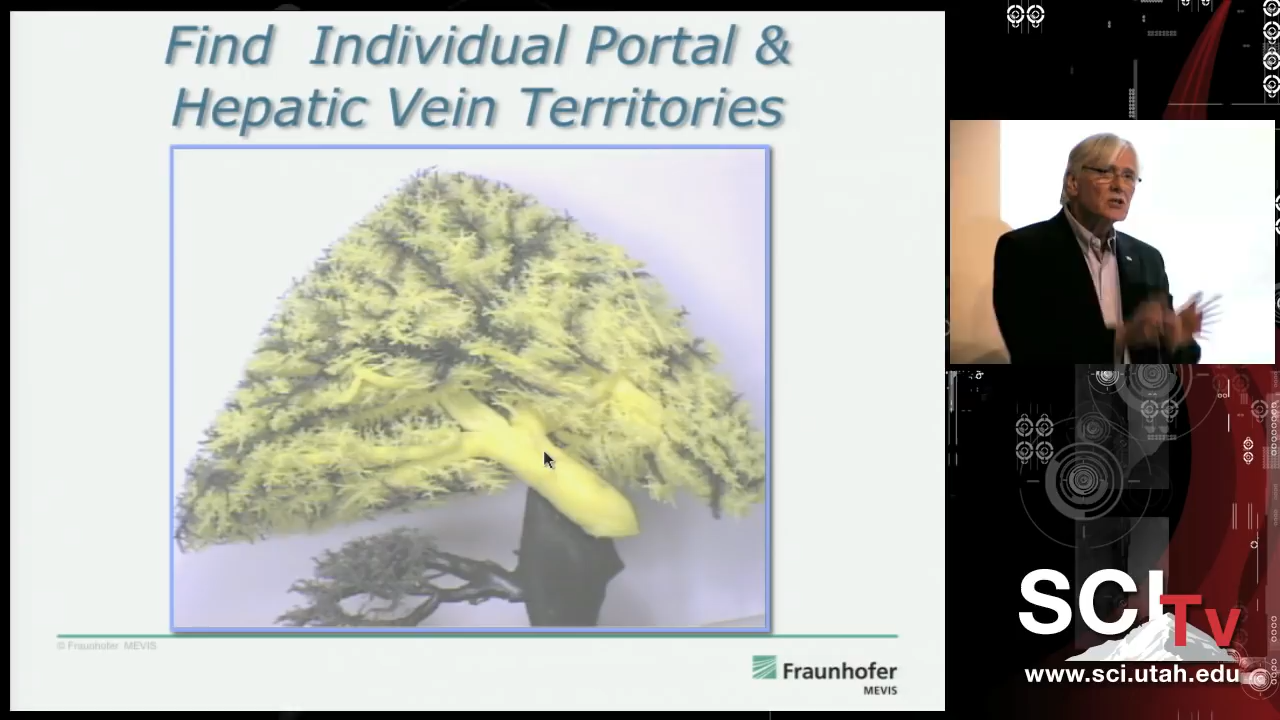 Find Individual Portal &
Hepatic Vein Territories
© Fraunhofer MEVIS
Fraunhofer
MEVIS
SCI
Tv
www.sci.utah.edu